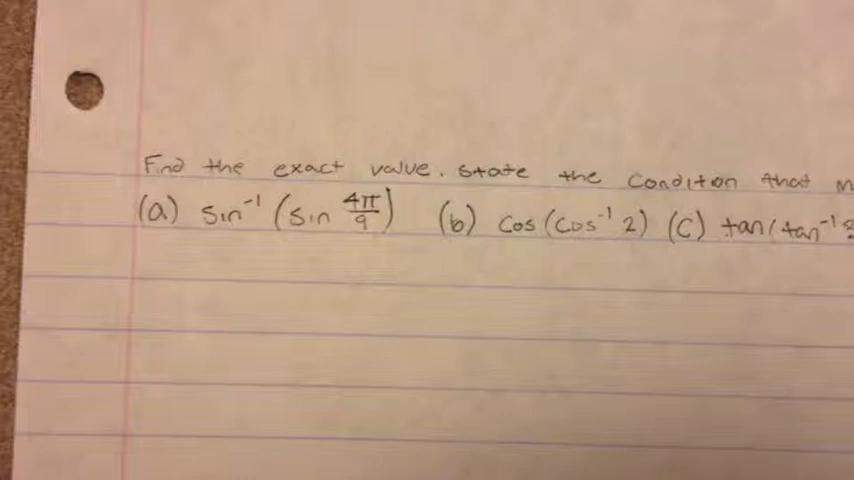 Find the exact value. State the condition that
(a) sin⁻¹ (sin 4π/9) (b) cos(cos⁻¹ 2) (c) tan(tan⁻¹